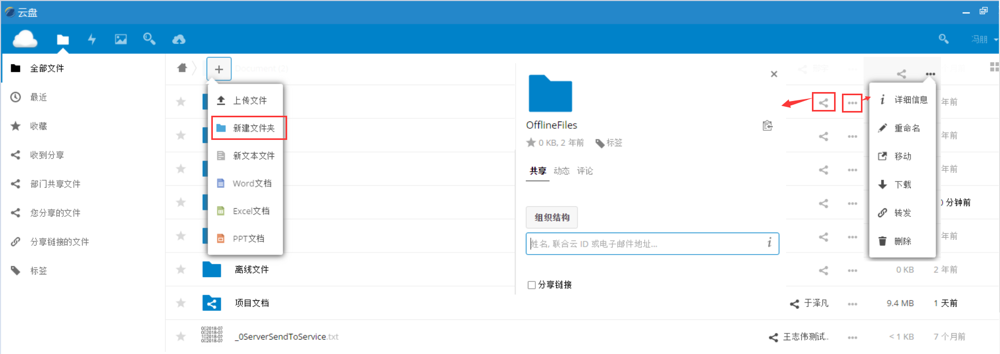 云盘
冯朋
全部文件
最近
收藏
收到分享
部门共享文件
您分享的文件
分享链接的文件
标签
Document (2)
上传文件
新建文件夹
新文本文件
Word文档
Excel文档
PPT文档
离线文件
0 KB
2 年前
项目文档
于泽凡
9.4 MB
1 天前
_0ServerSendToService.txt
王志伟测试..
< 1 KB
7 个月前
OfflineFiles
0 KB, 2 年前
标签
共享 动态 评论
组织结构
姓名, 联合云 ID 或电子邮件地址...
分享链接
详细信息
重命名
移动
下载
转发
删除
月前
年前
年前
年前
分钟前
年前